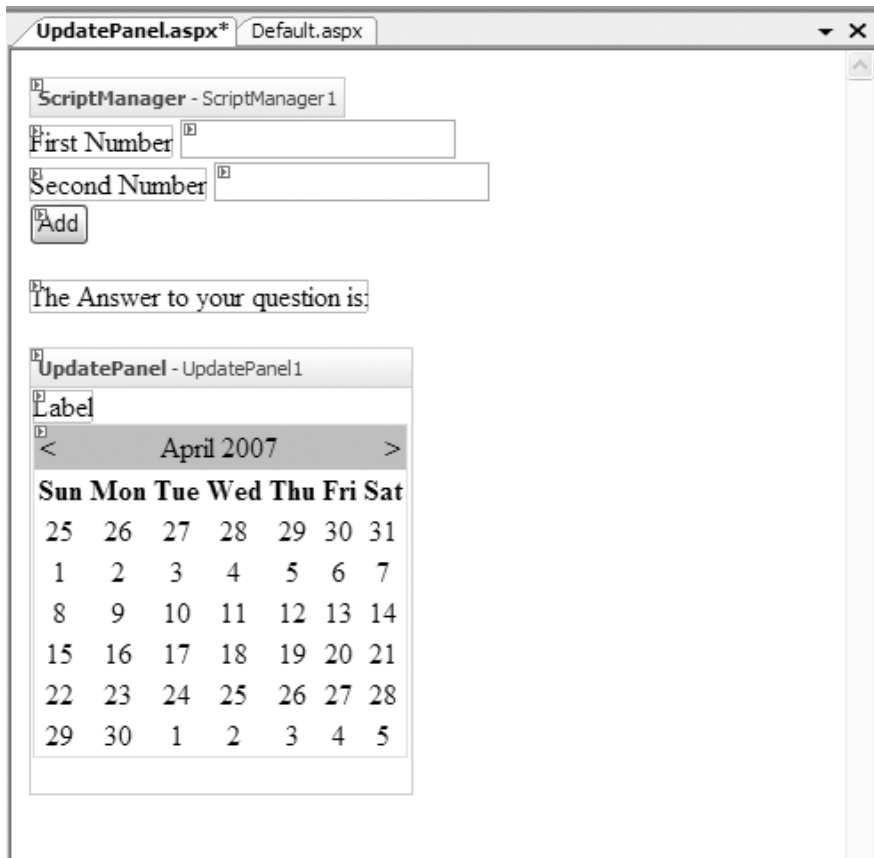 UpdatePanel.aspx* Default.aspx
ScriptManager - ScriptManager1
First Number
Second Number
Add
The Answer to your question is:
UpdatePanel - UpdatePanel1
Label
< April 2007 >
Sun Mon Tue Wed Thu Fri Sat
25 26 27 28 29 30 31
1 2 3 4 5 6 7
8 9 10 11 12 13 14
15 16 17 18 19 20 21
22 23 24 25 26 27 28
29 30 1 2 3 4 5